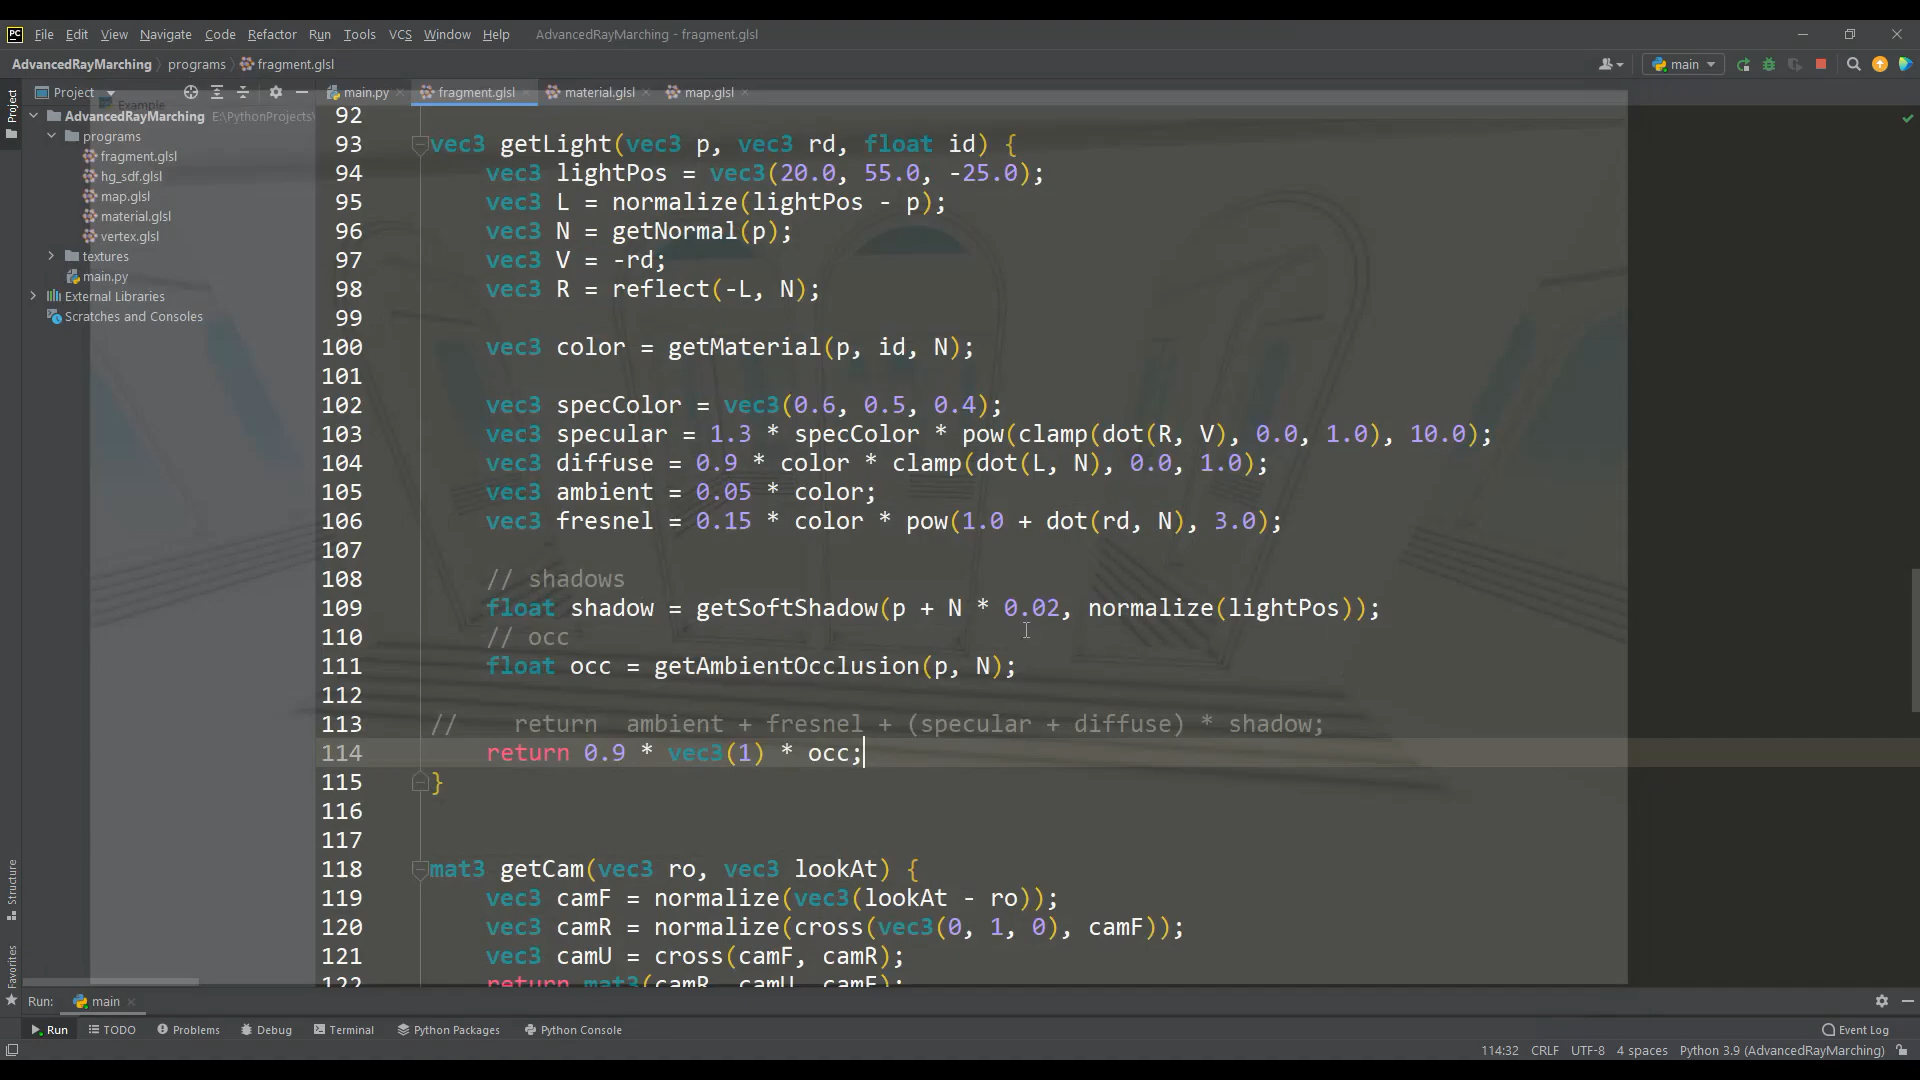 PC File Edit View Navigate Code Refactor Run Tools VCS Window Help AdvancedRayMarching - fragment.glsl
AdvancedRayMarching programs fragment.glsl main
Project main.py fragment.glsl material.glsl map.glsl
Example
Project
AdvancedRayMarching E:\PythonProjects\
programs
fragment.glsl
hg_sdf.glsl
map.glsl
material.glsl
vertex.glsl
textures
main.py
External Libraries
Scratches and Consoles
92
93 vec3 getLight(vec3 p, vec3 rd, float id) {
94 vec3 lightPos = vec3(20.0, 55.0, -25.0);
95 vec3 L = normalize(lightPos - p);
96 vec3 N = getNormal(p);
97 vec3 V = -rd;
98 vec3 R = reflect(-L, N);
99
100 vec3 color = getMaterial(p, id, N);
101
102 vec3 specColor = vec3(0.6, 0.5, 0.4);
103 vec3 specular = 1.3 * specColor * pow(clamp(dot(R, V), 0.0, 1.0), 10.0);
104 vec3 diffuse = 0.9 * color * clamp(dot(L, N), 0.0, 1.0);
105 vec3 ambient = 0.05 * color;
106 vec3 fresnel = 0.15 * color * pow(1.0 + dot(rd, N), 3.0);
107
108 // shadows
109 float shadow = getSoftShadow(p + N * 0.02, normalize(lightPos));
110 // occ
111 float occ = getAmbientOcclusion(p, N);
112
113 // return  ambient + fresnel + (specular + diffuse) * shadow;
114 return 0.9 * vec3(1) * occ;
115 }
116
117
118 mat3 getCam(vec3 ro, vec3 lookAt) {
119 vec3 camF = normalize(vec3(lookAt - ro));
120 vec3 camR = normalize(cross(vec3(0, 1, 0), camF));
121 vec3 camU = cross(camF, camR);
122 return mat3(camR, camU, camF);
Structure
Favorites
Run: main
Run TODO Problems Debug Terminal Python Packages Python Console Event Log
114:32 CRLF UTF-8 4 spaces Python 3.9 (AdvancedRayMarching)